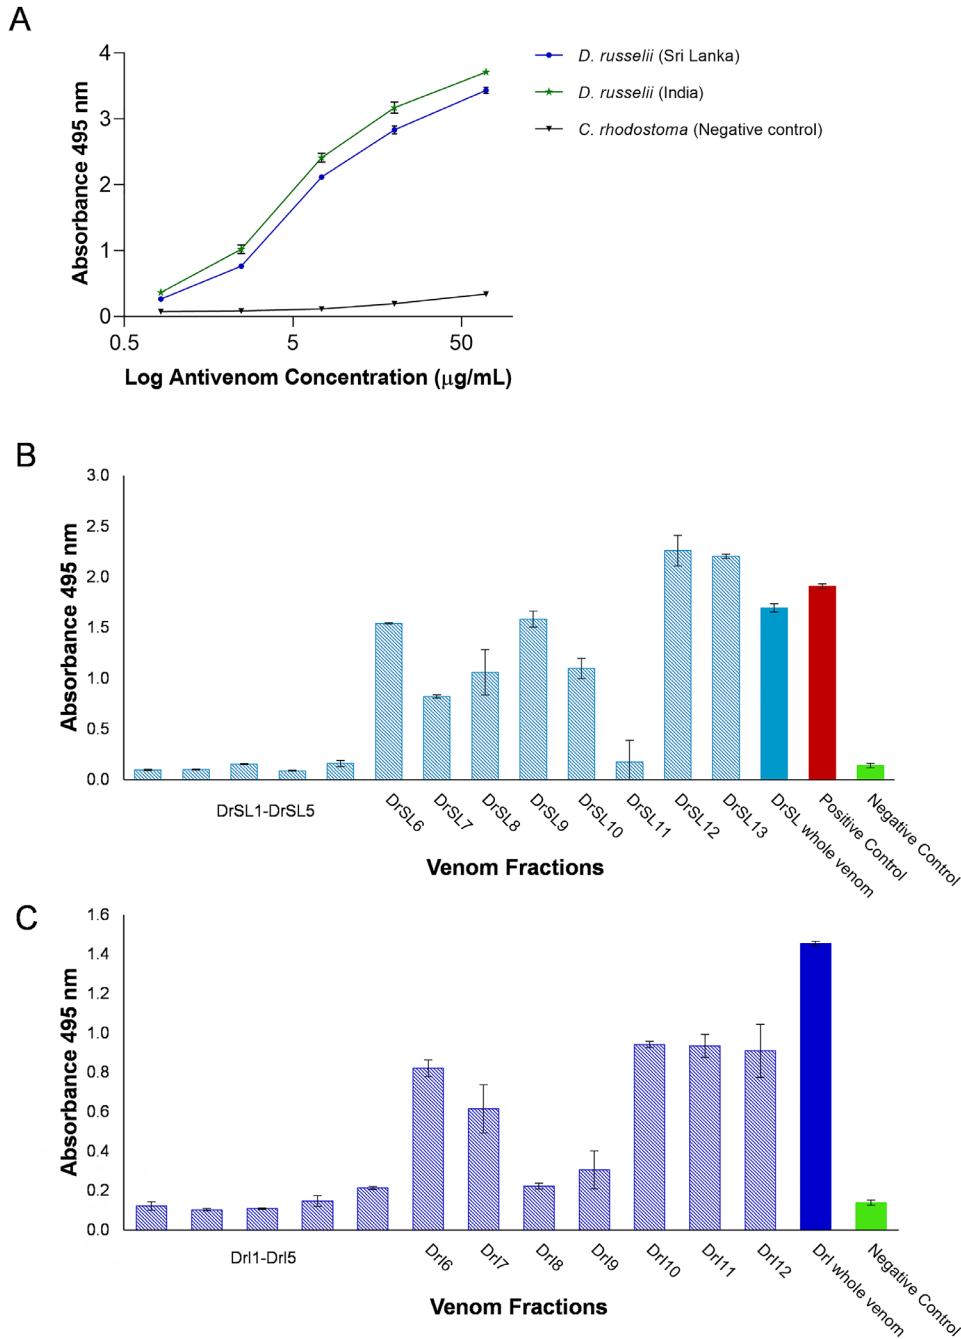 A
4
3
2
1
0
Absorbance 495 nm
0.5 5 50
Log Antivenom Concentration (μg/mL)
D. russelii (Sri Lanka)
D. russelii (India)
C. rhodostoma (Negative control)
B
3.0
2.5
2.0
1.5
1.0
0.5
0.0
Absorbance 495 nm
DrSL1-DrSL5
DrSL6
DrSL7
DrSL8
DrSL9
DrSL10
DrSL11
DrSL12
DrSL13
DrSL whole venom
Positive Control
Negative Control
Venom Fractions
C
1.6
1.4
1.2
1.0
0.8
0.6
0.4
0.2
0.0
Absorbance 495 nm
DrI1-DrI5
DrI6
DrI7
DrI8
DrI9
DrI10
DrI11
DrI12
DrI whole venom
Negative Control
Venom Fractions